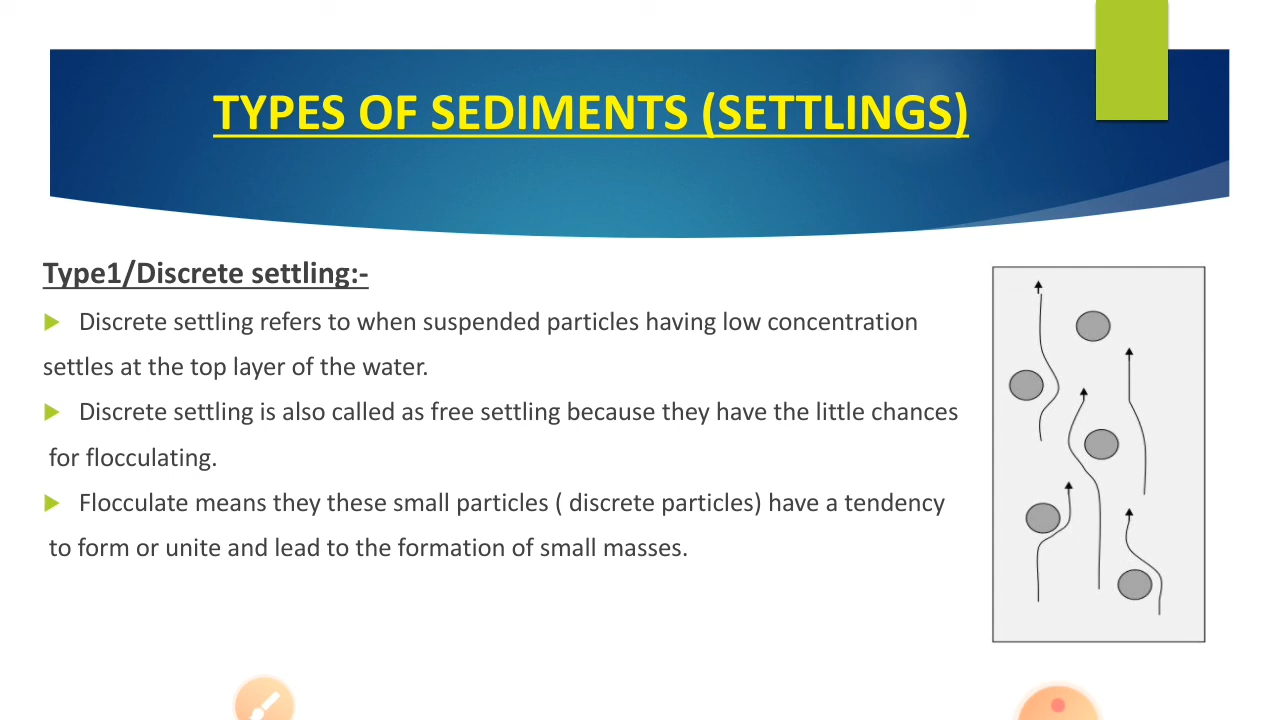 TYPES OF SEDIMENTS (SETTLINGS)
Type1/Discrete settling:-
Discrete settling refers to when suspended particles having low concentration
settles at the top layer of the water.
Discrete settling is also called as free settling because they have the little chances
for flocculating.
Flocculate means they these small particles ( discrete particles) have a tendency
to form or unite and lead to the formation of small masses.